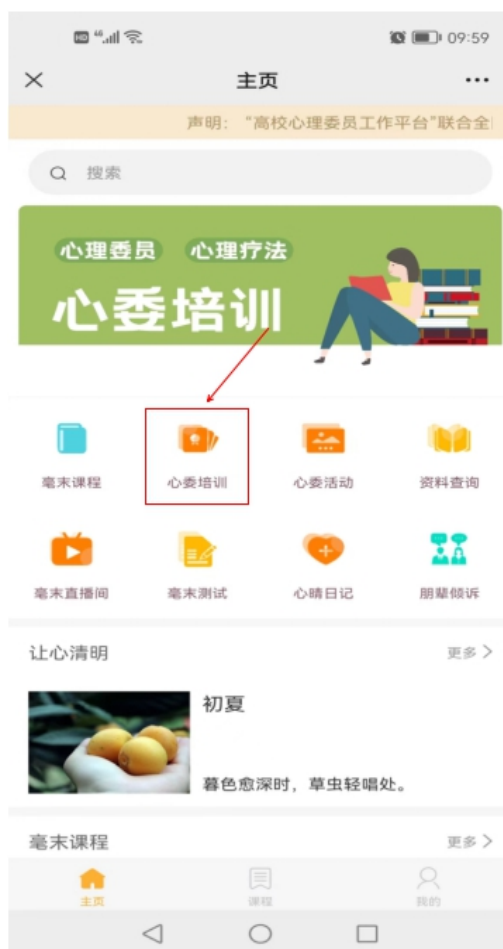 HD 46 09:59
主页
声明：“高校心理委员工作平台”联合全
搜索
心理委员 心理疗法
心委培训
毫末课程 心委培训 心委活动 资料查询
毫末直播间 毫末测试 心晴日记 朋辈倾诉
让心清明 更多
初夏
暮色愈深时，草虫轻唱处。
毫末课程 更多
主页 课程 我的